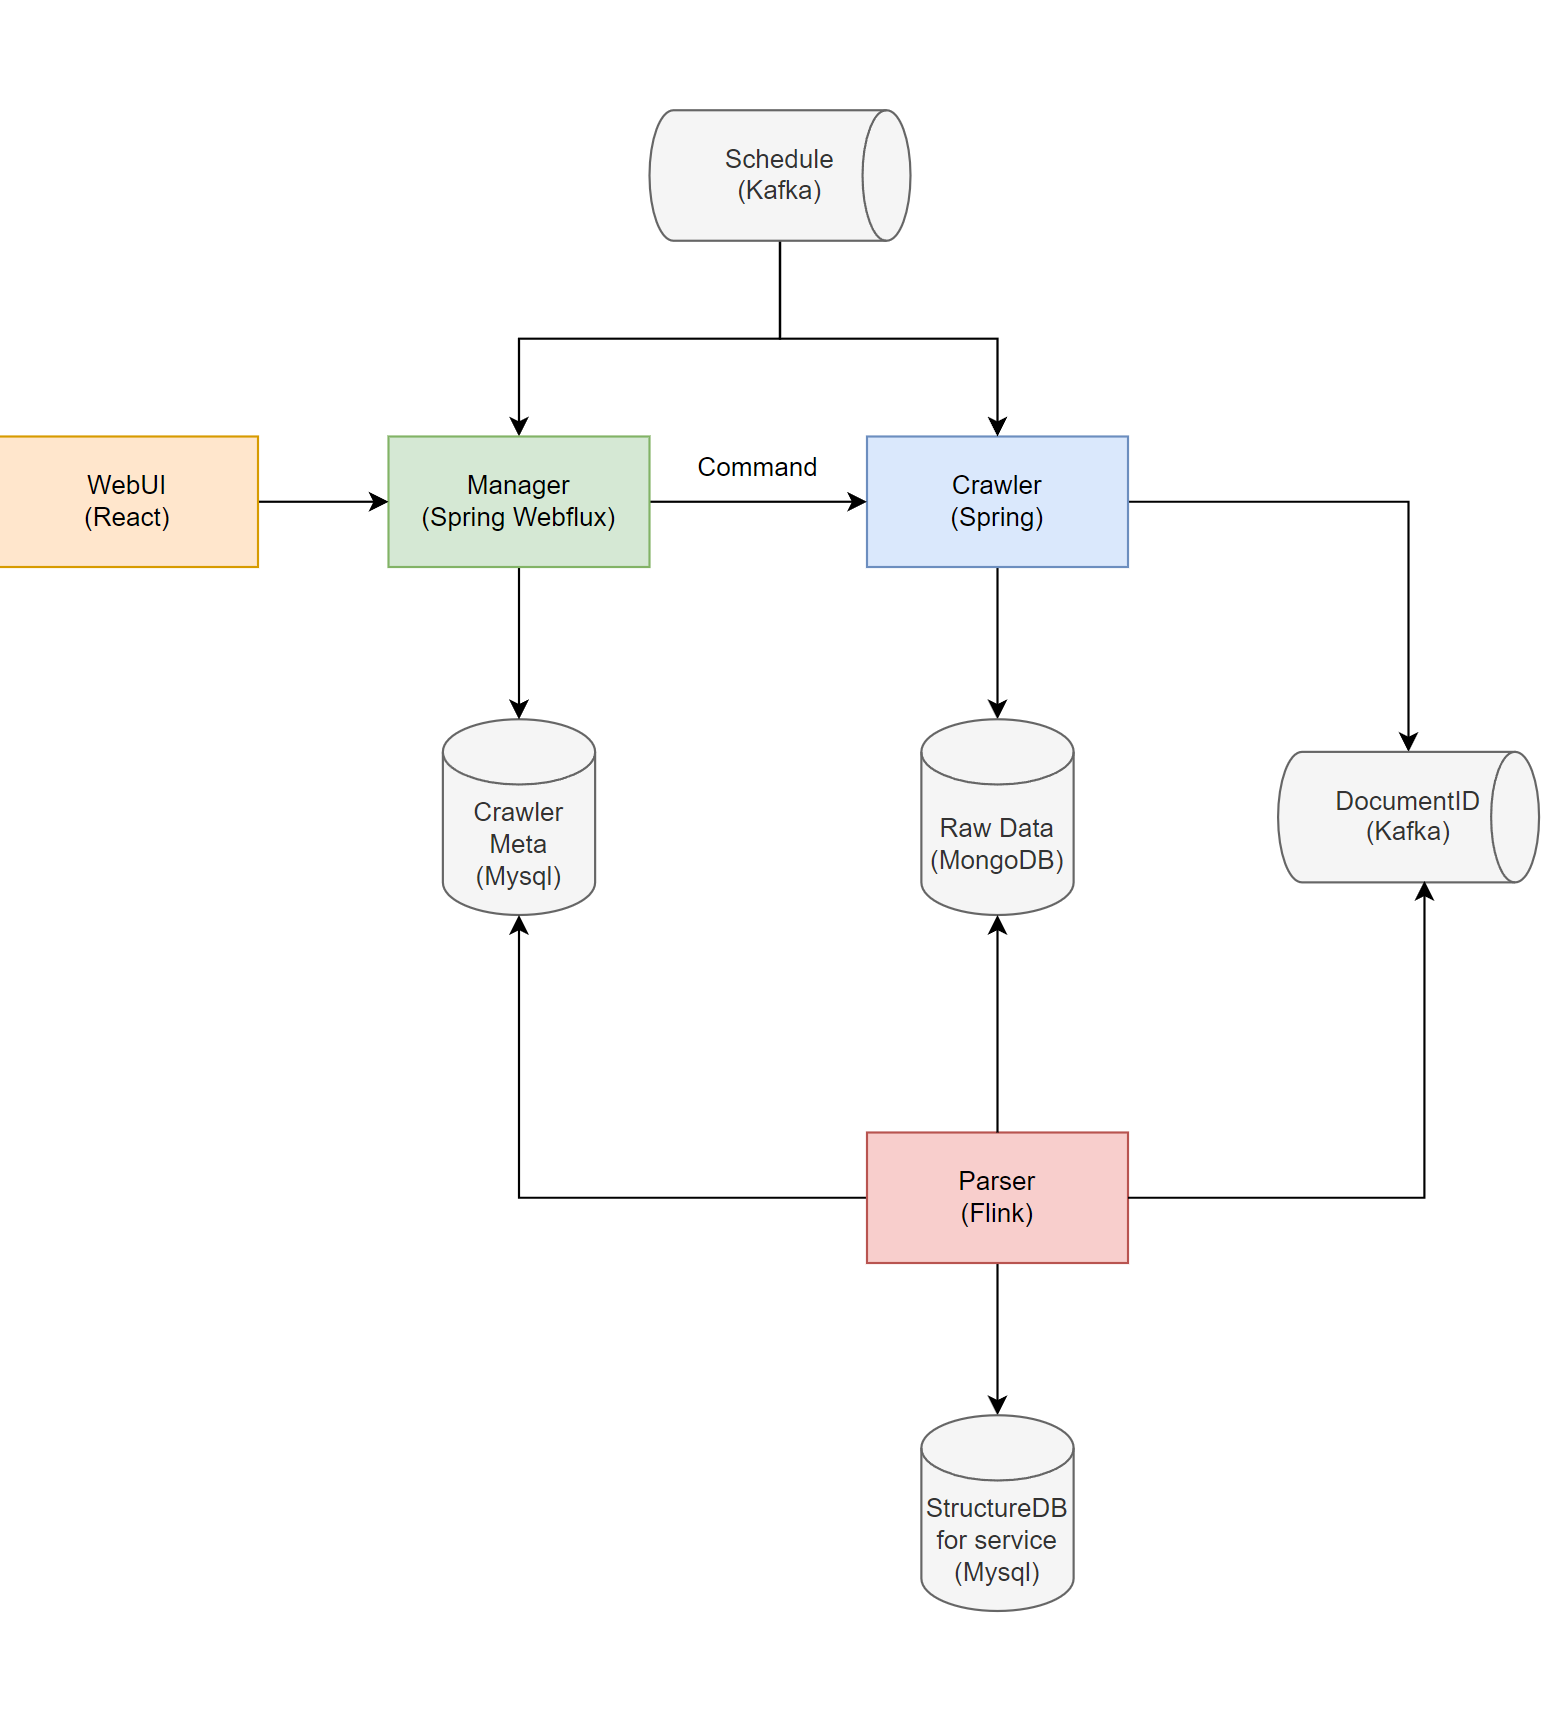 Schedule
(Kafka)
WebUI
(React)
Manager
(Spring Webflux)
Command
Crawler
(Spring)
Crawler
Meta
(Mysql)
Raw Data
(MongoDB)
DocumentID
(Kafka)
Parser
(Flink)
StructureDB
for service
(Mysql)